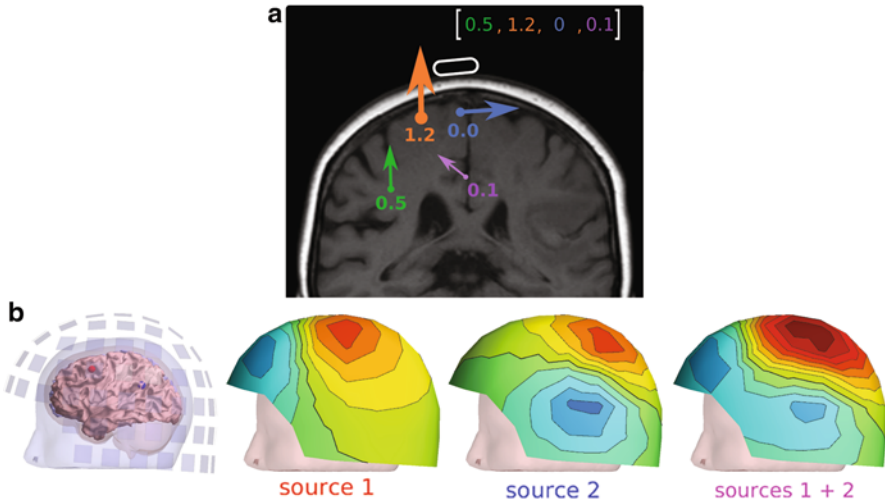 a
[ 0.5 , 1.2, 0 , 0.1 ]
1.2
0.0
0.5
0.1
b
source 1
source 2
sources 1 + 2